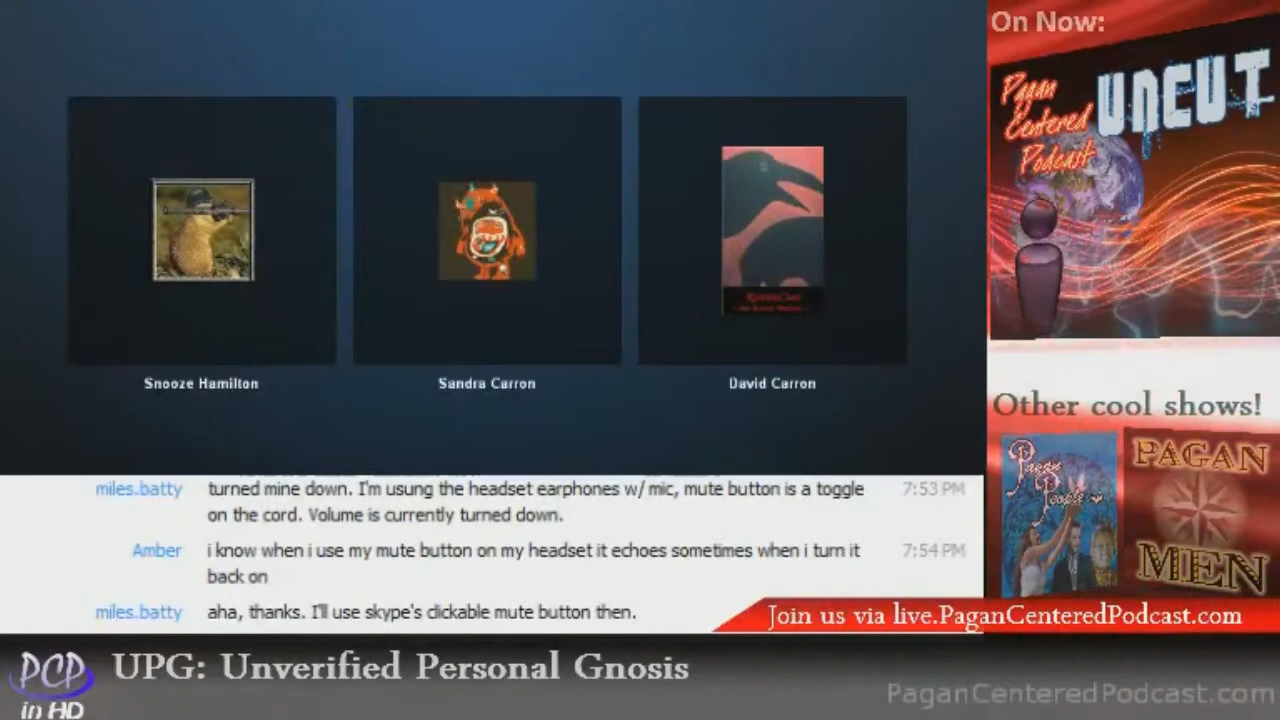 On Now:
Pagan
Centered
Podcast
UNCUT
Snooze Hamilton
Sandra Carron
David Carron
Other cool shows!
Pagan
People
PAGAN
MEN
miles.batty
turned mine down. I'm usung the headset earphones w/ mic, mute button is a toggle
7:53 PM
on the cord. Volume is currently turned down.
Amber
i know when i use my mute button on my headset it echoes sometimes when i turn it
7:54 PM
back on
miles.batty
aha, thanks. I'll use skype's clickable mute button then.
Join us via live.PaganCenteredPodcast.com
PCP
in HD
UPG: Unverified Personal Gnosis
PaganCenteredPodcast.com